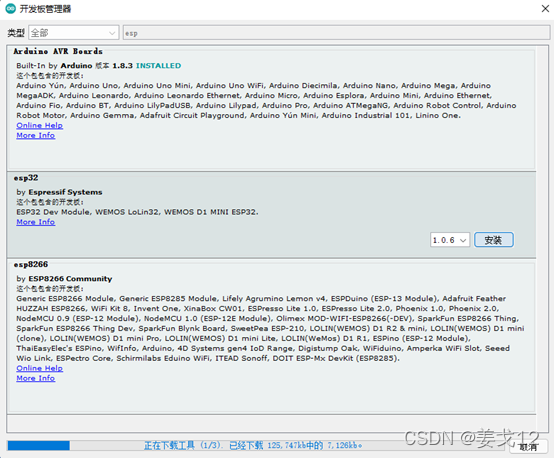 开发板管理器
类型 全部 esp
Arduino AVR Boards
Built-In by Arduino 版本 1.8.3 INSTALLED
这个包包含的开发板:
Arduino Yún, Arduino Uno, Arduino Uno Mini, Arduino Uno WiFi, Arduino Diecimila, Arduino Nano, Arduino Mega, Arduino
MegaADK, Arduino Leonardo, Arduino Leonardo Ethernet, Arduino Micro, Arduino Esplora, Arduino Mini, Arduino Ethernet,
Arduino Fio, Arduino BT, Arduino LilyPadUSB, Arduino Lilypad, Arduino Pro, Arduino ATMegaNG, Arduino Robot Control, Arduino
Robot Motor, Arduino Gemma, Adafruit Circuit Playground, Arduino Yún Mini, Arduino Industrial 101, Linino One.
Online Help
More Info
esp32
by Espressif Systems
这个包包含的开发板:
ESP32 Dev Module, WEMOS LoLin32, WEMOS D1 MINI ESP32.
More Info
1.0.6 安装
esp8266
by ESP8266 Community
这个包包含的开发板:
Generic ESP8266 Module, Generic ESP8285 Module, Lifely Agrumino Lemon v4, ESPDuino (ESP-13 Module), Adafruit Feather
HUZZAH ESP8266, WiFi Kit 8, Invent One, XinaBox CW01, ESPresso Lite 1.0, ESPresso Lite 2.0, Phoenix 1.0, Phoenix 2.0,
NodeMCU 0.9 (ESP-12 Module), NodeMCU 1.0 (ESP-12E Module), Olimex MOD-WIFI-ESP8266(-DEV), SparkFun ESP8266 Thing,
SparkFun ESP8266 Thing Dev, SparkFun Blynk Board, SweetPea ESP-210, LOLIN(WEMOS) D1 R2 & mini, LOLIN(WEMOS) D1 mini
(clone), LOLIN(WEMOS) D1 mini Pro, LOLIN(WEMOS) D1 mini Lite, LOLIN(WeMos) D1 R1, ESPino (ESP-12 Module),
ThaiEasyElec's ESPino, WifInfo, Arduino, 4D Systems gen4 IoD Range, Digistump Oak, WiFiduino, Amperka WiFi Slot, Seeed
Wio Link, ESPectro Core, Schirmilabs Eduino WiFi, ITEAD Sonoff, DOIT ESP-Mx DevKit (ESP8285).
Online Help
More Info
正在下载工具 (1/3). 已经下载 125,747kb中的 7,126kb。
取消
CSDN @姜戈12